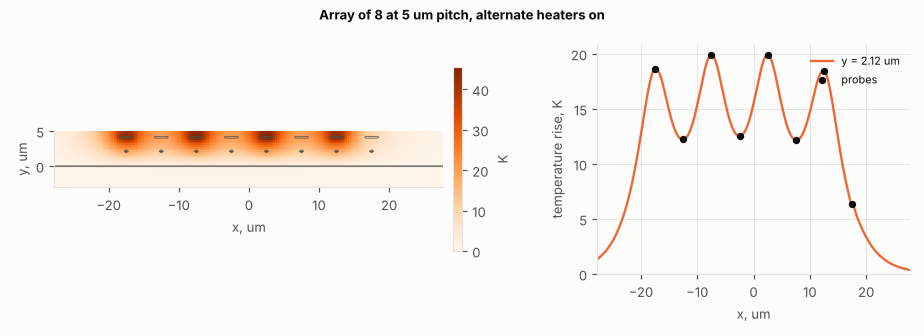 Array of 8 at 5 um pitch, alternate heaters on
5
0
y, um
−20
−10
0
10
20
x, um
40
30
20
10
0
K
20
15
10
5
0
temperature rise, K
y = 2.12 um
probes
−20
−10
0
10
20
x, um